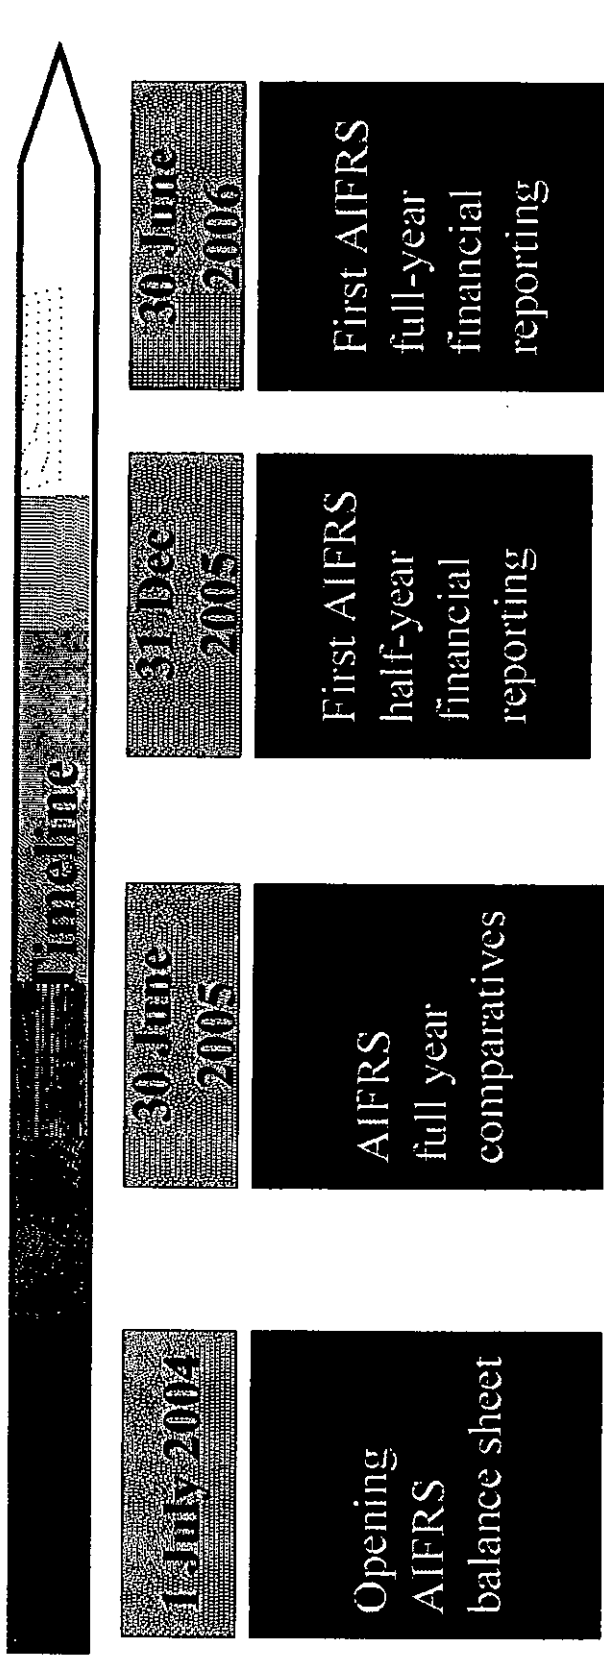 Timeline
1 July 2004
Opening
AIFRS
balance sheet
30 June
2005
AIFRS
full year
comparatives
31 Dec
2005
First AIFRS
half-year
financial
reporting
30 June
2006
First AIFRS
full-year
financial
reporting